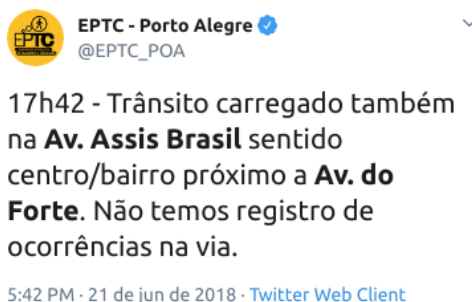 EPTC
EPTC - Porto Alegre
@EPTC_POA
17h42 - Trânsito carregado também
na Av. Assis Brasil sentido
centro/bairro próximo a Av. do
Forte. Não temos registro de
ocorrências na via.
5:42 PM · 21 de jun de 2018 · Twitter Web Client